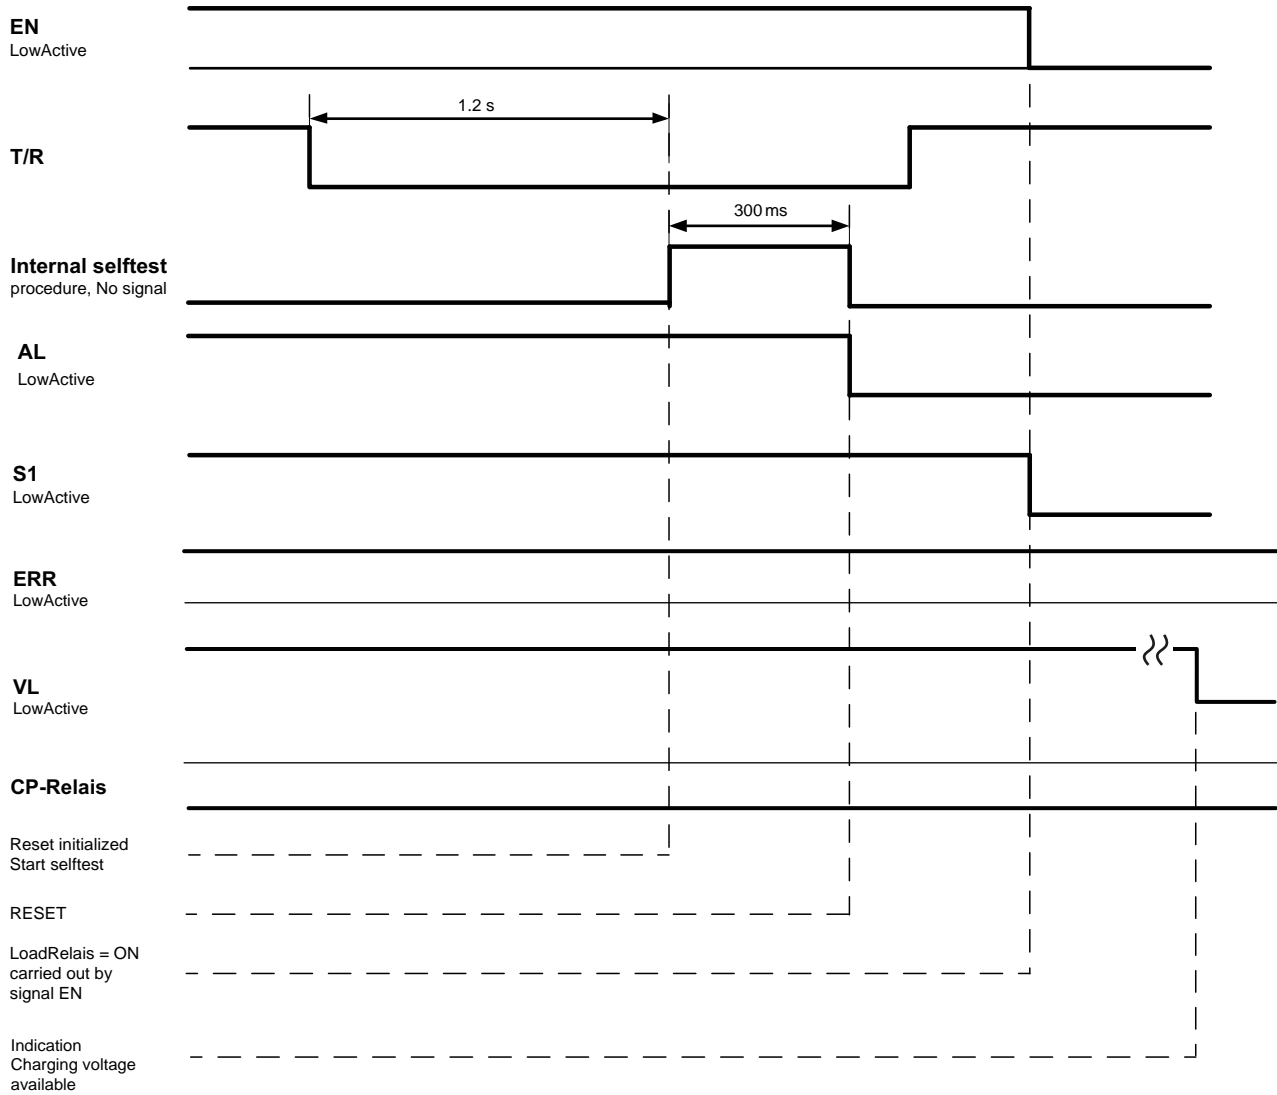 EN
LowActive
1.2 s
T/R
300 ms
Internal selftest
procedure, No signal
AL
LowActive
S1
LowActive
ERR
LowActive
VL
LowActive
CP-Relais
Reset initialized
Start selftest
RESET
LoadRelais = ON
carried out by
signal EN
Indication
Charging voltage
available